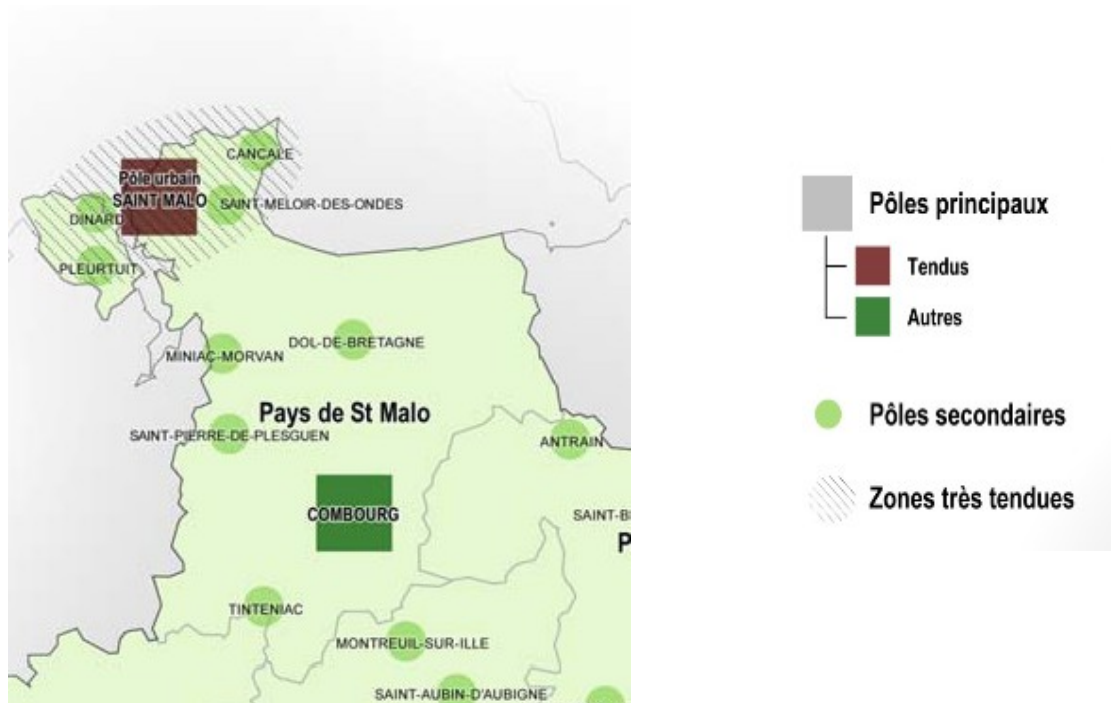 CANCALE
Pôle urbain
SAINT MALO
SAINT-MELOIR-DES-ONDES
DINARD
PLEURTUIT
MINIAC-MORVAN
DOL-DE-BRETAGNE
Pays de St Malo
SAINT-PIERRE-DE-PLESGUEN
ANTRAIN
COMBOURG
SAINT-B
P
TINTENIAC
MONTREUIL-SUR-ILLE
SAINT-AUBIN-D'AUBIGNE
Pôles principaux
Tendus
Autres
Pôles secondaires
Zones très tendues